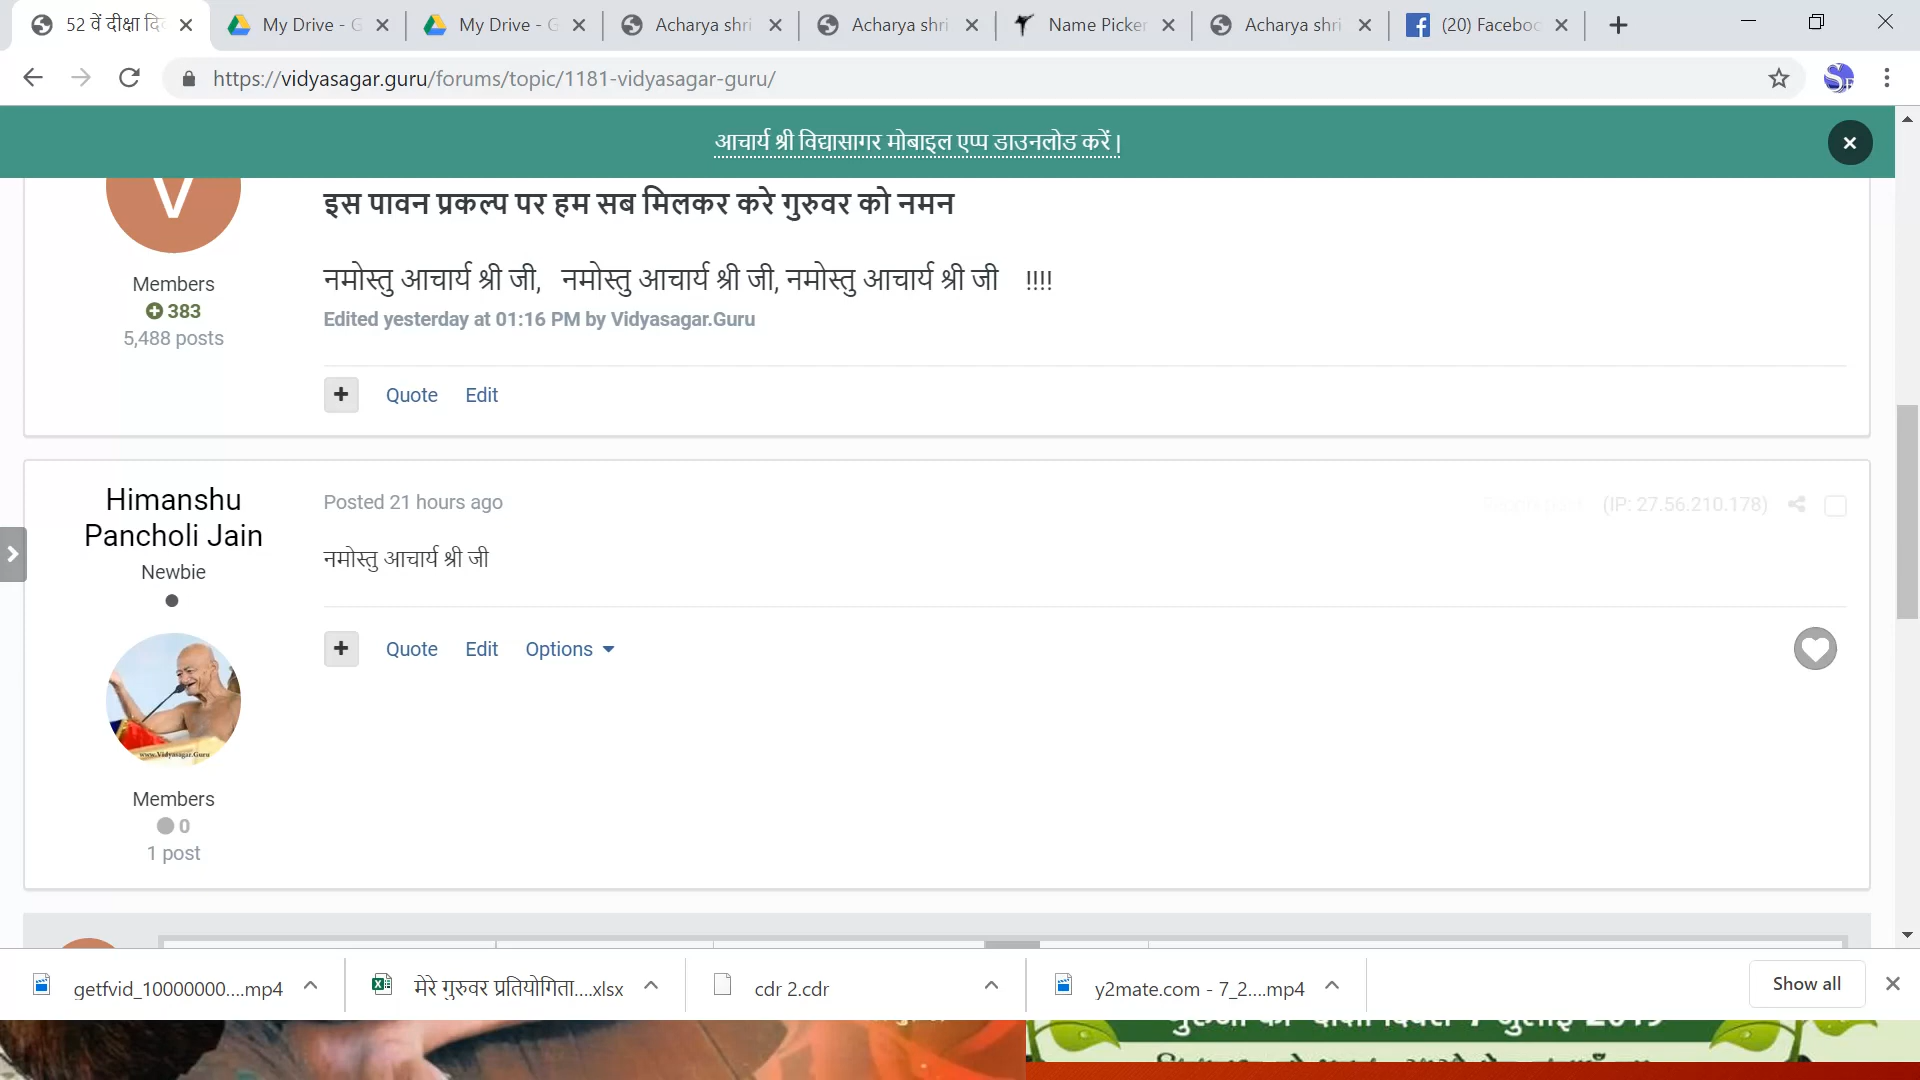 52 वें दीक्षा
My Drive - G
My Drive - G
Acharya shri
Acharya shri
Name Picker
Acharya shri
(20) Faceboo
https://vidyasagar.guru/forums/topic/1181-vidyasagar-guru/
आचार्य श्री विद्यासागर मोबाइल एप्प डाउनलोड करें |
V
इस पावन प्रकल्प पर हम सब मिलकर करे गुरुवर को नमन
नमोस्तु आचार्य श्री जी, नमोस्तु आचार्य श्री जी, नमोस्तु आचार्य श्री जी !!!!
Members
383
5,488 posts
Edited yesterday at 01:16 PM by Vidyasagar.Guru
+ Quote Edit
Himanshu
Pancholi Jain
Newbie
Posted 21 hours ago
(IP: 27.56.210.178)
नमोस्तु आचार्य श्री जी
+ Quote Edit Options
www.Vidyasagar.Guru
Members
0
1 post
getfvid_10000000....mp4
मेरे गुरुवर प्रतियोगिता....xlsx
cdr 2.cdr
y2mate.com - 7_2....mp4
Show all